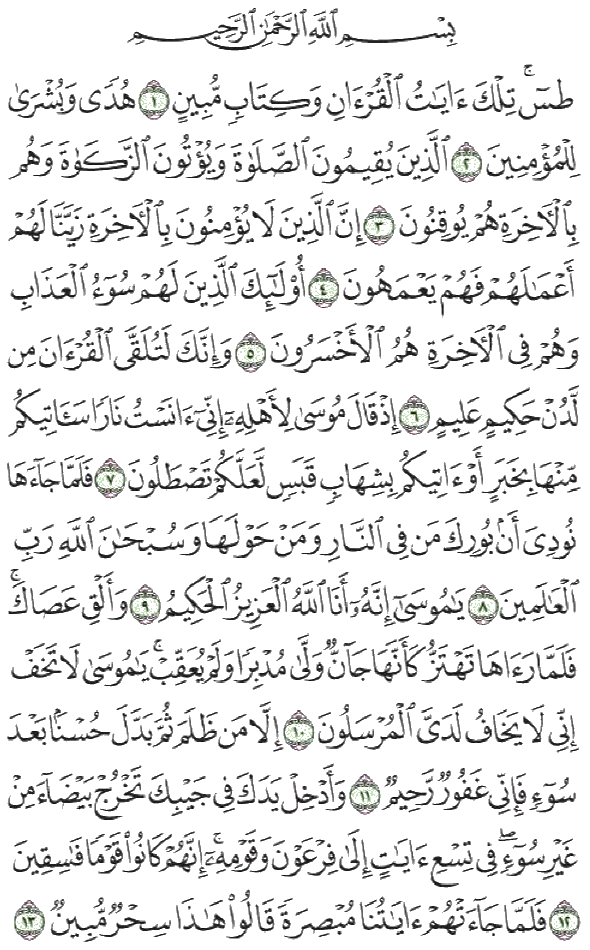 بِسْمِ ٱللَّهِ ٱلرَّحْمَٰنِ ٱلرَّحِيمِ
طسٓ ۚ تِلْكَ ءَايَٰتُ ٱلْقُرْءَانِ وَكِتَابٍ مُّبِينٍ ١ هُدًى وَبُشْرَىٰ
لِلْمُؤْمِنِينَ ٢ ٱلَّذِينَ يُقِيمُونَ ٱلصَّلَوٰةَ وَيُؤْتُونَ ٱلزَّكَوٰةَ وَهُم
بِٱلْءَاخِرَةِ هُمْ يُوقِنُونَ ٣ إِنَّ ٱلَّذِينَ لَا يُؤْمِنُونَ بِٱلْءَاخِرَةِ زَيَّنَّا لَهُمْ
أَعْمَٰلَهُمْ فَهُمْ يَعْمَهُونَ ٤ أُو۟لَٰٓئِكَ ٱلَّذِينَ لَهُمْ سُوٓءُ ٱلْعَذَابِ
وَهُمْ فِى ٱلْءَاخِرَةِ هُمُ ٱلْأَخْسَرُونَ ٥ وَإِنَّكَ لَتُلَقَّى ٱلْقُرْءَانَ مِن
لَّدُنْ حَكِيمٍ عَلِيمٍ ٦ إِذْ قَالَ مُوسَىٰ لِأَهْلِهِۦٓ إِنِّىٓ ءَانَسْتُ نَارًا سَـَٔاتِيكُم
مِّنْهَا بِخَبَرٍ أَوْ ءَاتِيكُم بِشِهَابٍ قَبَسٍ لَّعَلَّكُمْ تَصْطَلُونَ ٧ فَلَمَّا جَآءَهَا
نُودِىَ أَنۢ بُورِكَ مَن فِى ٱلنَّارِ وَمَنْ حَوْلَهَا وَسُبْحَٰنَ ٱللَّهِ رَبِّ
ٱلْعَٰلَمِينَ ٨ يَٰمُوسَىٰٓ إِنَّهُۥٓ أَنَا ٱللَّهُ ٱلْعَزِيزُ ٱلْحَكِيمُ ٩ وَأَلْقِ عَصَاكَ ۚ
فَلَمَّا رَءَاهَا تَهْتَزُّ كَأَنَّهَا جَآنٌّ وَلَّىٰ مُدْبِرًا وَلَمْ يُعَقِّبْ ۚ يَٰمُوسَىٰ لَا تَخَفْ
إِنِّى لَا يَخَافُ لَدَىَّ ٱلْمُرْسَلُونَ ١٠ إِلَّا مَن ظَلَمَ ثُمَّ بَدَّلَ حُسْنًۢا بَعْدَ
سُوٓءٍ فَإِنِّى غَفُورٌ رَّحِيمٌ ١١ وَأَدْخِلْ يَدَكَ فِى جَيْبِكَ تَخْرُجْ بَيْضَآءَ مِنْ
غَيْرِ سُوٓءٍ ۖ فِى تِسْعِ ءَايَٰتٍ إِلَىٰ فِرْعَوْنَ وَقَوْمِهِۦٓ ۚ إِنَّهُمْ كَانُوا۟ قَوْمًا فَٰسِقِينَ
١٢ فَلَمَّا جَآءَتْهُمْ ءَايَٰتُنَا مُبْصِرَةً قَالُوا۟ هَٰذَا سِحْرٌ مُّبِينٌ ١٣